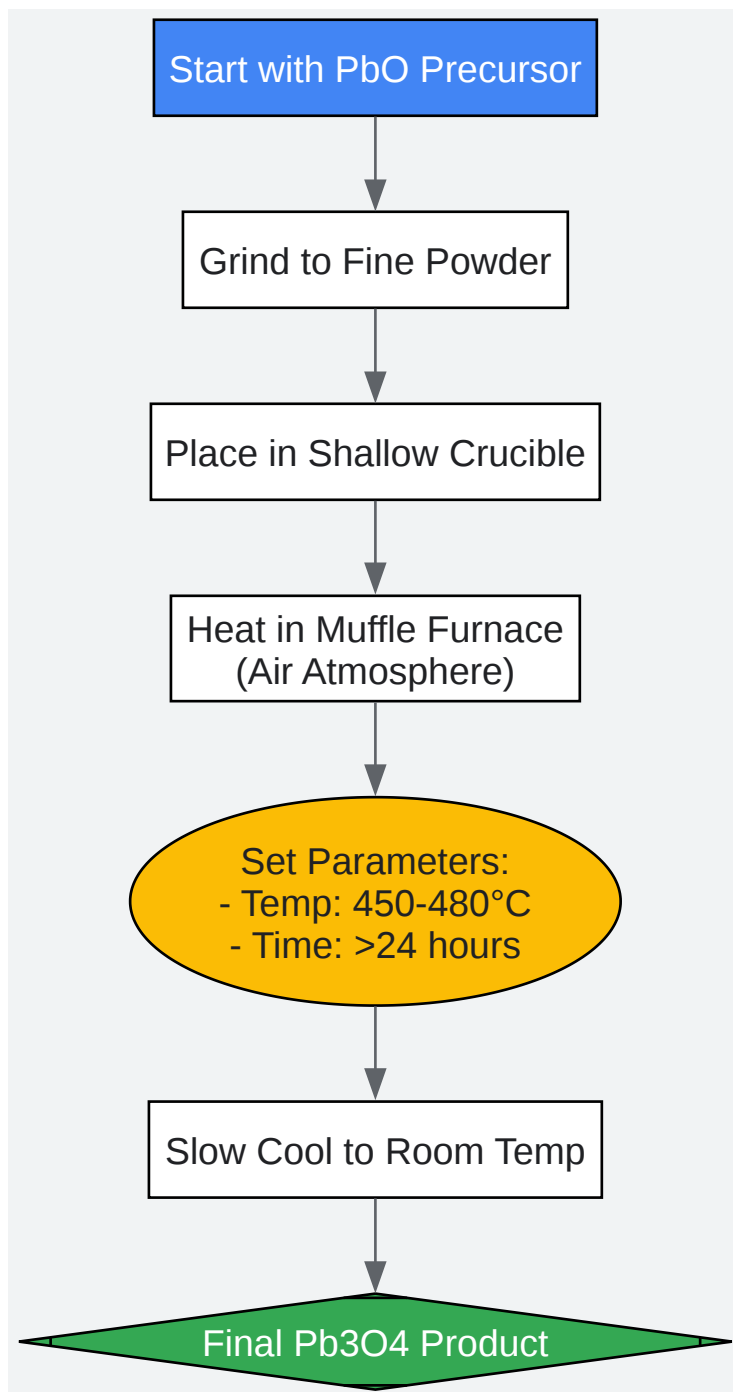 Start with PbO Precursor
Grind to Fine Powder
Place in Shallow Crucible
Heat in Muffle Furnace
(Air Atmosphere)
Set Parameters:
- Temp: 450-480°C
- Time: >24 hours
Slow Cool to Room Temp
Final Pb3O4 Product